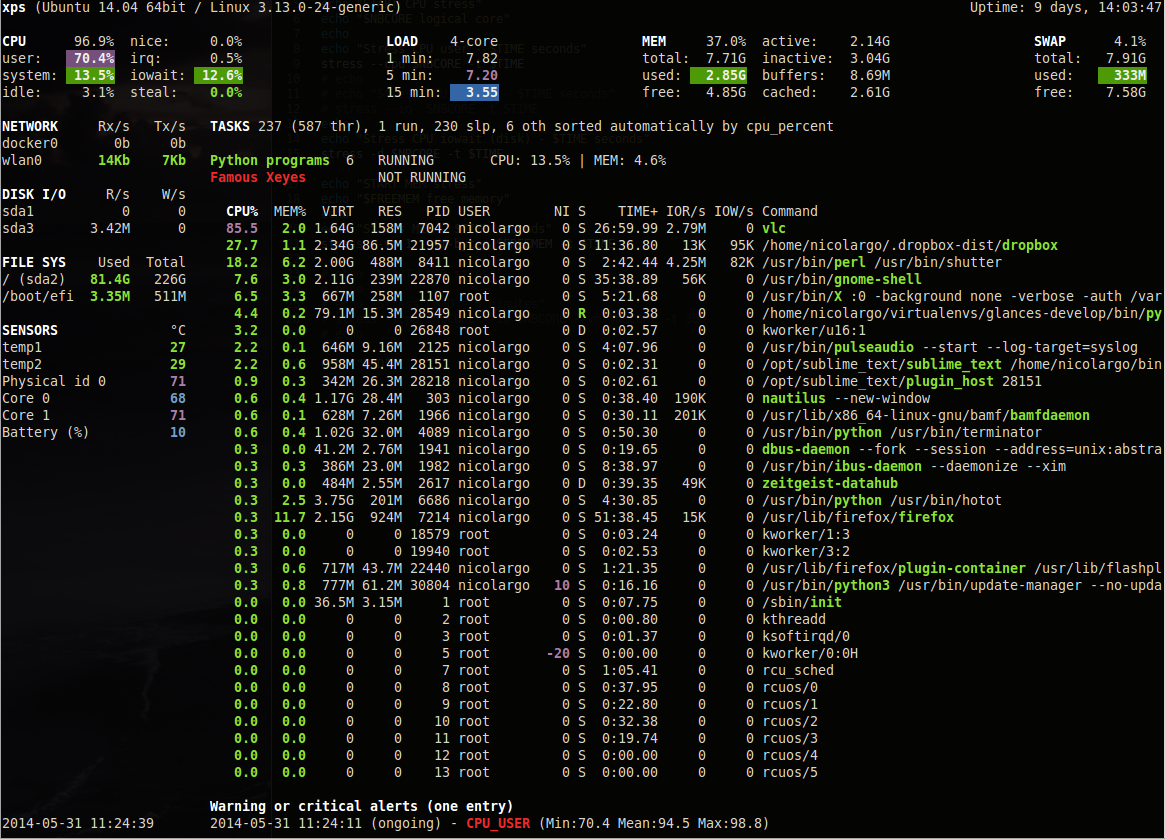 xps (Ubuntu 14.04 64bit / Linux 3.13.0-24-generic) Uptime: 9 days, 14:03:47
CPU 96.9% nice: 0.0% LOAD 4-core MEM 37.0% active: 2.14G SWAP 4.1%
user: 70.4% irq: 0.5% 1 min: 7.82 total: 7.71G inactive: 3.04G total: 7.91G
system: 13.5% iowait: 12.6% 5 min: 7.20 used: 2.85G buffers: 8.69M used: 333M
idle: 3.1% steal: 0.0% 15 min: 3.55 free: 4.85G cached: 2.61G free: 7.58G
NETWORK Rx/s Tx/s TASKS 237 (587 thr), 1 run, 230 slp, 6 oth sorted automatically by cpu_percent
docker0 0b 0b
wlan0 14Kb 7Kb Python programs RUNNING CPU: 13.5% | MEM: 4.6%
Famous Xeyes NOT RUNNING
DISK I/O R/s W/s
sda1 0 0 CPU% MEM% VIRT RES PID USER NI S TIME+ IOR/s IOW/s Command
sda3 3.42M 0 85.5 2.0 1.64G 158M 7042 nicolargo 0 S 26:59.99 2.79M 0 vlc
27.7 1.1 2.34G 86.5M 21957 nicolargo 0 S 11:36.80 13K 95K /home/nicolargo/.dropbox-dist/dropbox
FILE SYS Used Total 18.2 6.2 2.00G 488M 8411 nicolargo 0 S 2:42.44 4.25M 82K /usr/bin/perl /usr/bin/shutter
/ (sda2) 81.4G 226G 7.6 3.0 2.11G 239M 22870 nicolargo 0 S 35:38.89 56K 0 /usr/bin/gnome-shell
/boot/efi 3.35M 511M 6.5 3.3 667M 258M 1107 root 0 S 5:21.68 0 0 /usr/bin/X :0 -background none -verbose -auth /var
4.4 0.2 79.1M 15.3M 28549 nicolargo 0 R 0:03.38 0 0 /home/nicolargo/virtualenvs/glances-develop/bin/py
SENSORS °C 3.2 0.0 0 0 26848 root 0 D 0:02.57 0 0 kworker/u16:1
temp1 27 2.2 0.1 646M 9.16M 2125 nicolargo 0 S 4:07.96 0 0 /usr/bin/pulseaudio --start --log-target=syslog
temp2 29 2.2 0.6 958M 45.4M 28151 nicolargo 0 S 0:02.31 0 0 /opt/sublime_text/sublime_text /home/nicolargo/bin
Physical id 0 71 0.9 0.3 342M 26.3M 28218 nicolargo 0 S 0:02.61 0 0 /opt/sublime_text/plugin_host 28151
Core 0 68 0.6 0.4 1.17G 28.4M 303 nicolargo 0 S 0:38.40 190K 0 nautilus --new-window
Core 1 71 0.6 0.1 628M 7.26M 1966 nicolargo 0 S 0:30.11 201K 0 /usr/lib/x86_64-linux-gnu/bamf/bamfdaemon
Battery (%) 10 0.6 0.4 1.02G 32.0M 4089 nicolargo 0 S 0:50.30 0 0 /usr/bin/python /usr/bin/terminator
0.3 0.0 41.2M 2.76M 1941 nicolargo 0 S 0:19.65 0 0 dbus-daemon --fork --session --address=unix:abstra
0.3 0.3 386M 23.0M 1982 nicolargo 0 S 8:38.97 0 0 /usr/bin/ibus-daemon --daemonize --xim
0.3 0.0 484M 2.55M 2617 nicolargo 0 D 0:39.35 49K 0 zeitgeist-datahub
0.3 2.5 3.75G 201M 6686 nicolargo 0 S 4:30.85 0 0 /usr/bin/python /usr/bin/hotot
0.3 11.7 2.15G 924M 7214 nicolargo 0 S 51:38.45 15K 0 /usr/lib/firefox/firefox
0.3 0.0 0 0 18579 root 0 S 0:03.24 0 0 kworker/1:3
0.3 0.0 0 0 19940 root 0 S 0:02.53 0 0 kworker/3:2
0.3 0.6 717M 43.7M 22440 nicolargo 0 S 1:21.35 0 0 /usr/lib/firefox/plugin-container /usr/lib/flashpl
0.3 0.8 777M 61.2M 30804 nicolargo 10 S 0:16.16 0 0 /usr/bin/python3 /usr/bin/update-manager --no-upda
0.0 0.0 36.5M 3.15M 1 root 0 S 0:07.75 0 0 /sbin/init
0.0 0.0 0 0 2 root 0 S 0:00.80 0 0 kthreadd
0.0 0.0 0 0 3 root 0 S 0:01.37 0 0 ksoftirqd/0
0.0 0.0 0 0 5 root -20 S 0:00.00 0 0 kworker/0:0H
0.0 0.0 0 0 7 root 0 S 1:05.41 0 0 rcu_sched
0.0 0.0 0 0 8 root 0 S 0:37.95 0 0 rcuos/0
0.0 0.0 0 0 9 root 0 S 0:22.80 0 0 rcuos/1
0.0 0.0 0 0 10 root 0 S 0:32.38 0 0 rcuos/2
0.0 0.0 0 0 11 root 0 S 0:19.74 0 0 rcuos/3
0.0 0.0 0 0 12 root 0 S 0:00.00 0 0 rcuos/4
0.0 0.0 0 0 13 root 0 S 0:00.00 0 0 rcuos/5
Warning or critical alerts (one entry)
2014-05-31 11:24:39 2014-05-31 11:24:11 (ongoing) - CPU_USER (Min:70.4 Mean:94.5 Max:98.8)